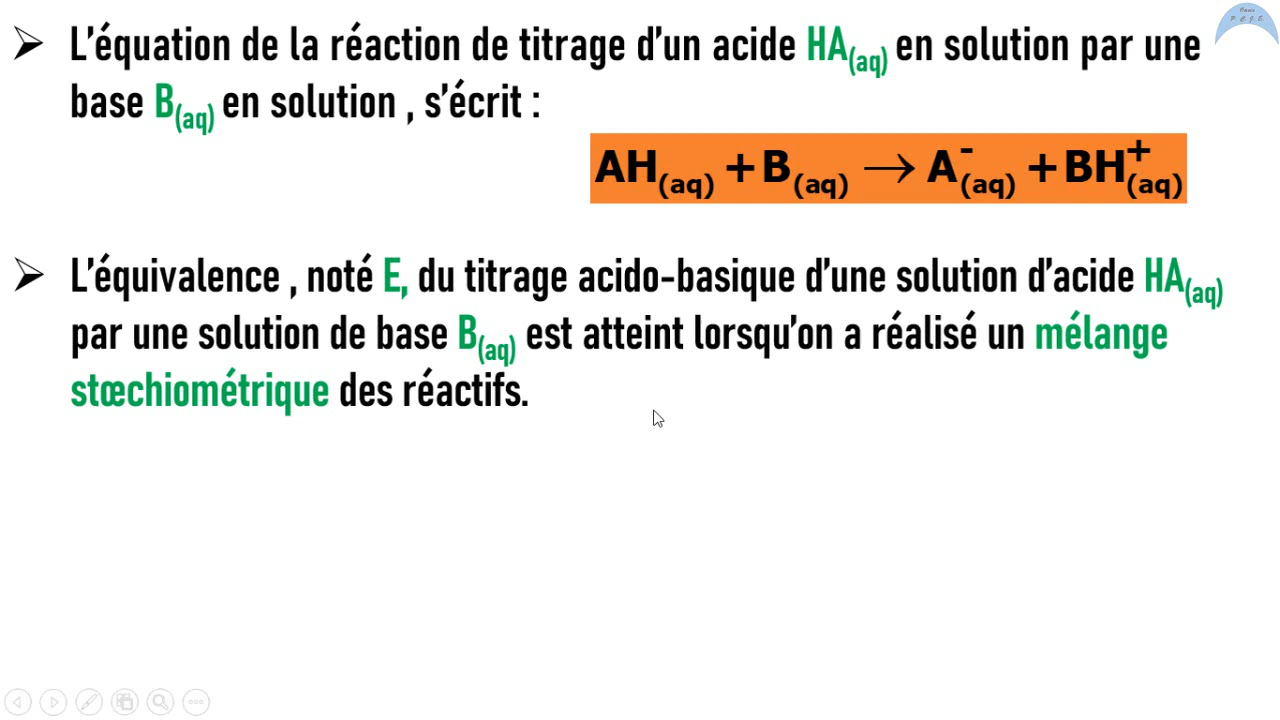 ➢ L'équation de la réaction de titrage d'un acide HA(aq) en solution par une
base B(aq) en solution , s'écrit :
AH(aq) + B(aq) → A-(aq) + BH+(aq)
➢ L'équivalence , noté E, du titrage acido-basique d'une solution d'acide HA(aq)
par une solution de base B(aq) est atteint lorsqu'on a réalisé un mélange
stœchiométrique des réactifs.